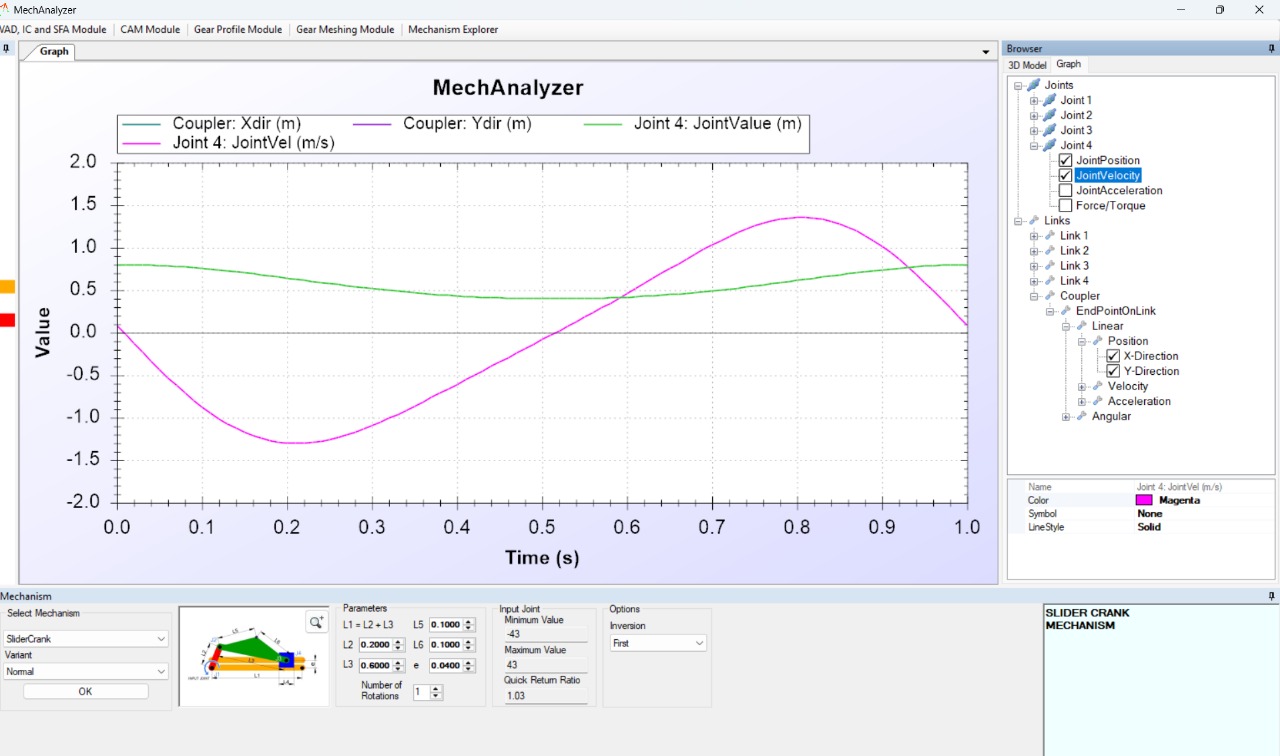 MechAnalyzer
VAD, IC and SFA Module CAM Module Gear Profile Module Gear Meshing Module Mechanism Explorer
Graph
MechAnalyzer
Coupler: Xdir (m) Coupler: Ydir (m) Joint 4: JointValue (m)
Joint 4: JointVel (m/s)
2.0
1.5
1.0
0.5
0.0
-0.5
-1.0
-1.5
-2.0
Value
0.0 0.1 0.2 0.3 0.4 0.5 0.6 0.7 0.8 0.9 1.0
Time (s)
Browser
3D Model Graph
Joints
Joint 1
Joint 2
Joint 3
Joint 4
JointPosition
JointVelocity
JointAcceleration
Force/Torque
Links
Link 1
Link 2
Link 3
Link 4
Coupler
EndPointOnLink
Linear
Position
X-Direction
Y-Direction
Velocity
Acceleration
Angular
Name Joint 4: JointVel (m/s)
Color Magenta
Symbol None
LineStyle Solid
Mechanism
Select Mechanism
SliderCrank
Variant
Normal
OK
Parameters
L1 = L2 + L3 L5 0.1000
L2 0.2000 L6 0.1000
L3 0.6000 e 0.0400
Number of
Rotations 1
Input Joint
Minimum Value
-43
Maximum Value
43
Quick Return Ratio
1.03
Options
Inversion
First
SLIDER CRANK
MECHANISM